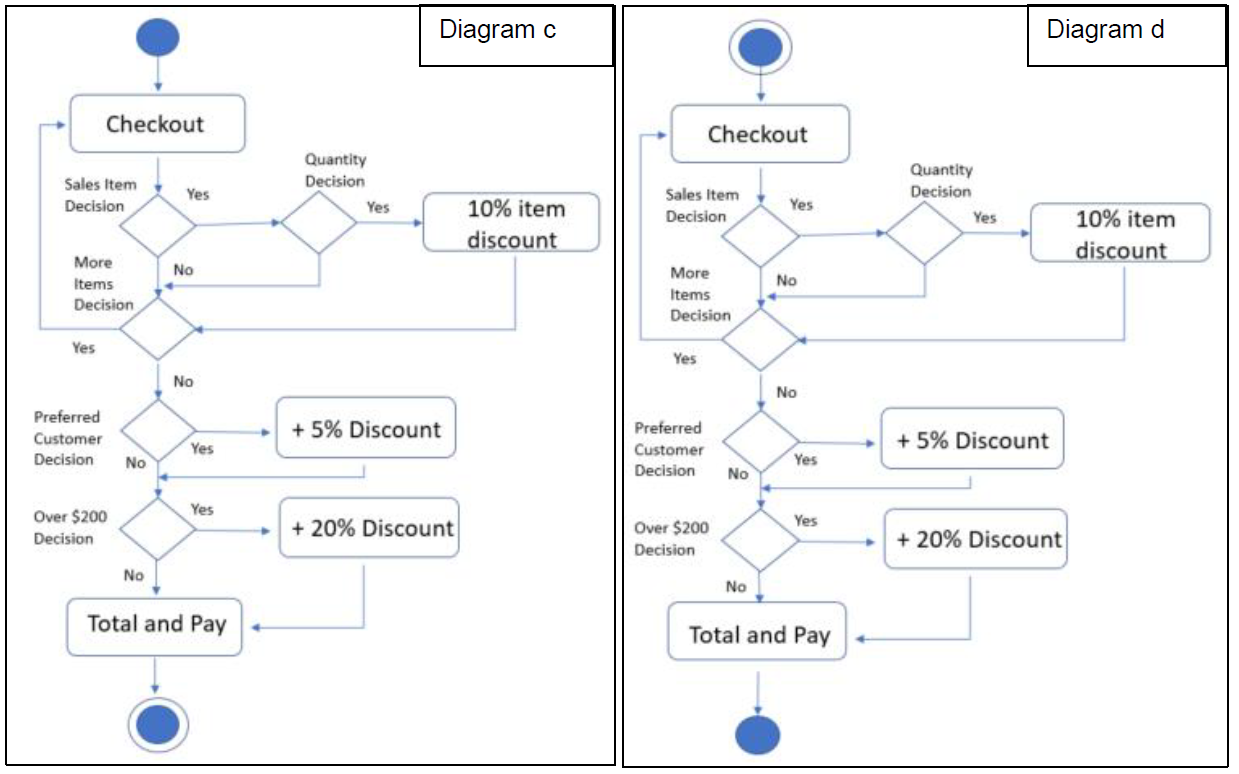 Diagram c
Checkout
Quantity
Decision
Sales Item
Decision
Yes
Yes
10% item
discount
More
Items
Decision
No
Yes
No
Preferred
Customer
Decision
+ 5% Discount
Yes
No
Over $200
Decision
Yes
+ 20% Discount
No
Total and Pay
Diagram d
Checkout
Quantity
Decision
Sales Item
Decision
Yes
Yes
10% item
discount
More
Items
Decision
No
Yes
No
Preferred
Customer
Decision
+ 5% Discount
Yes
No
Over $200
Decision
Yes
+ 20% Discount
No
Total and Pay